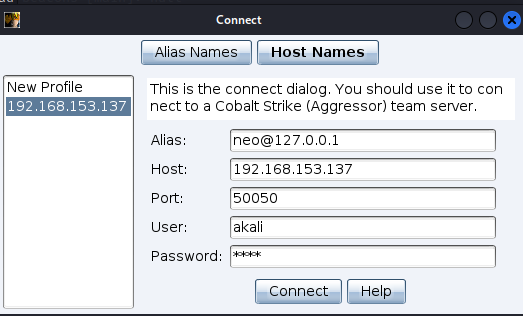 Connect
Alias Names
Host Names
New Profile
192.168.153.137
This is the connect dialog. You should use it to con
nect to a Cobalt Strike (Aggressor) team server.
Alias: neo@127.0.0.1
Host: 192.168.153.137
Port: 50050
User: akali
Password: ****
Connect
Help